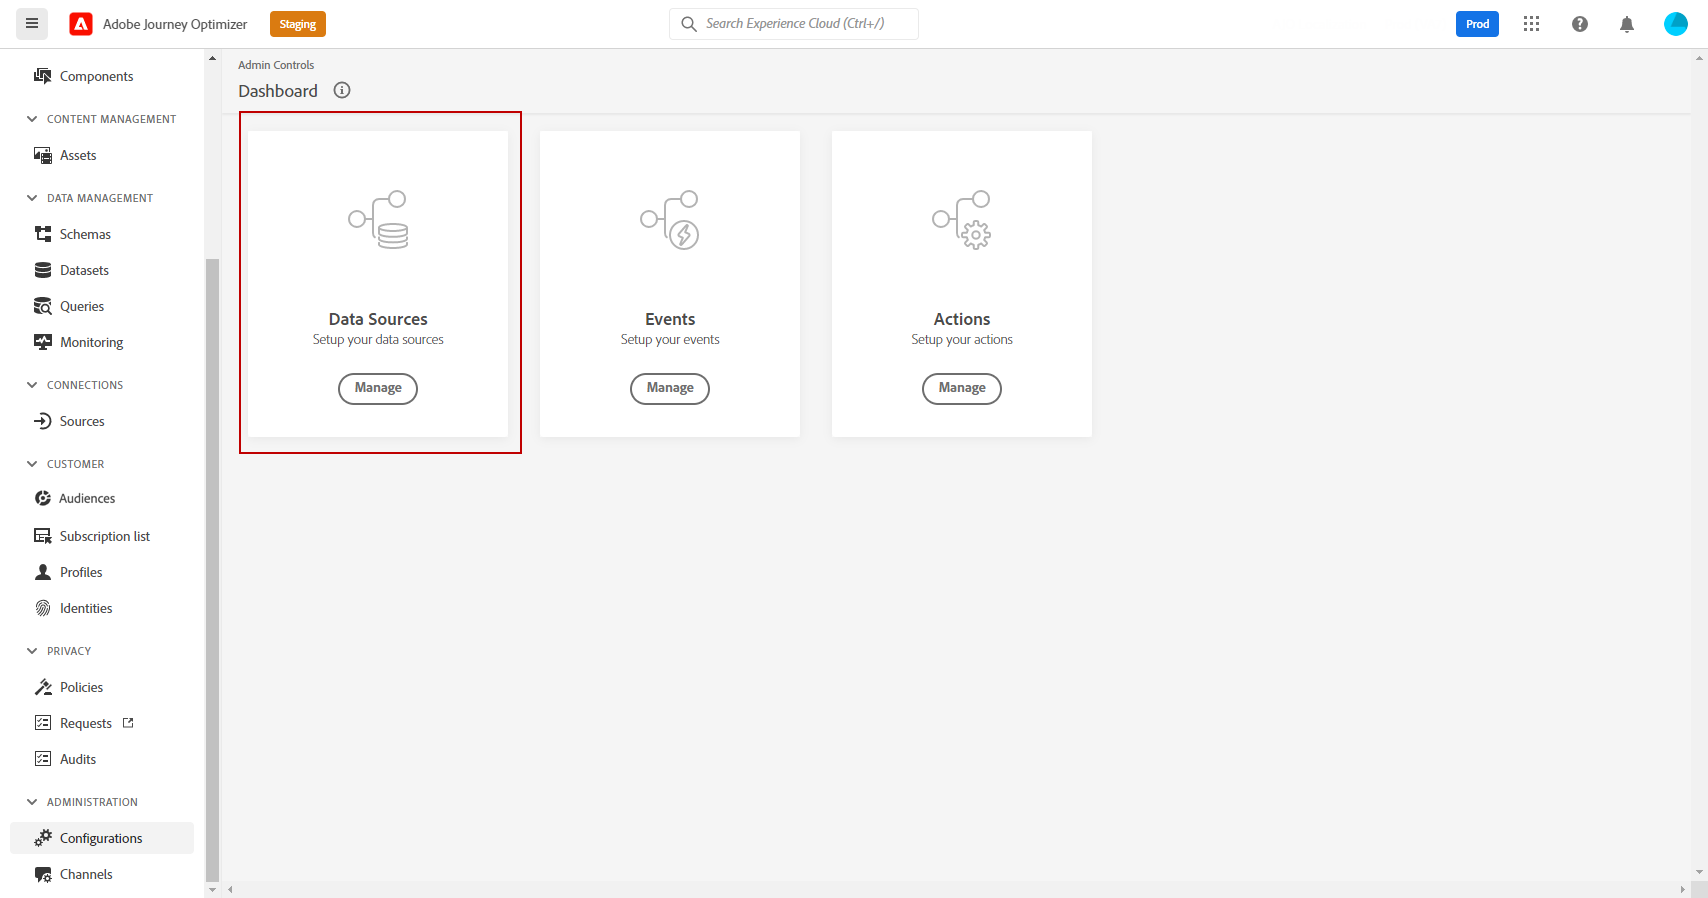 Adobe Journey Optimizer
Staging
Search Experience Cloud (Ctrl+/)
Prod
Components
CONTENT MANAGEMENT
Assets
DATA MANAGEMENT
Schemas
Datasets
Queries
Monitoring
CONNECTIONS
Sources
CUSTOMER
Audiences
Subscription list
Profiles
Identities
PRIVACY
Policies
Requests
Audits
ADMINISTRATION
Configurations
Channels
Admin Controls
Dashboard
Data Sources
Setup your data sources
Manage
Events
Setup your events
Manage
Actions
Setup your actions
Manage